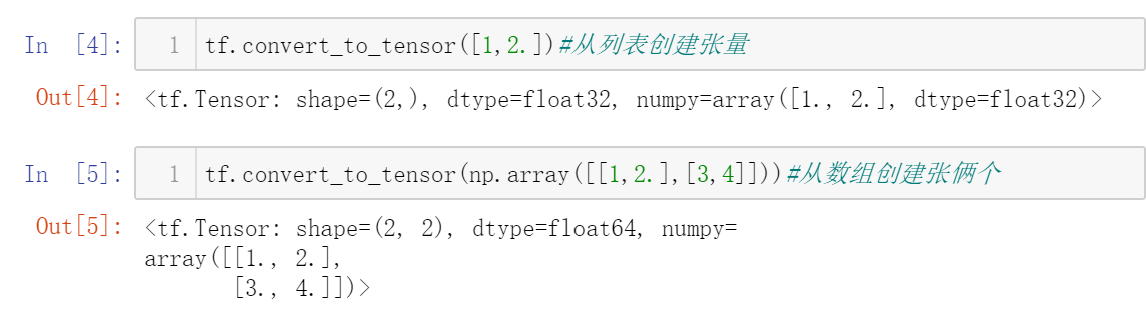 In [4]: 1 tf.convert_to_tensor([1,2.])#从列表创建张量
Out[4]: <tf.Tensor: shape=(2,), dtype=float32, numpy=array([1., 2.], dtype=float32)>
In [5]: 1 tf.convert_to_tensor(np.array([[1,2.],[3,4]]))#从数组创建张俩个
Out[5]: <tf.Tensor: shape=(2, 2), dtype=float64, numpy=
array([[1., 2.],
[3., 4.]])>